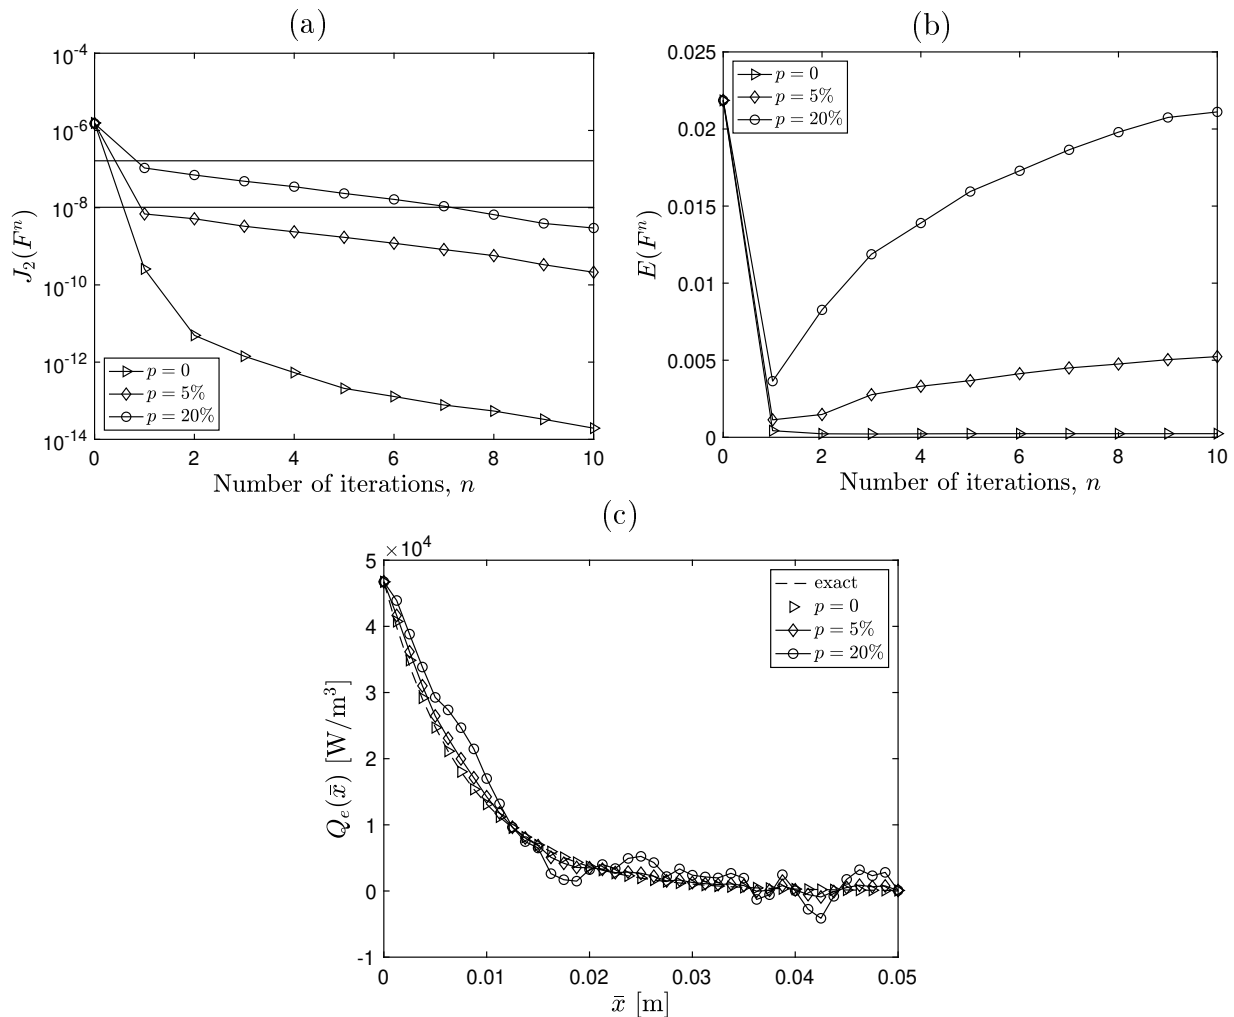 (a)
10^-4
10^-6
10^-8
10^-10
10^-12
10^-14
J_2(F^n)
p = 0
p = 5%
p = 20%
0 2 4 6 8 10
Number of iterations, n
(b)
0.025
0.02
0.015
0.01
0.005
0
E(F^n)
p = 0
p = 5%
p = 20%
0 2 4 6 8 10
Number of iterations, n
(c)
×10^4
5
4
3
2
1
0
-1
Q_e(x̄) [W/m^3]
exact
p = 0
p = 5%
p = 20%
0 0.01 0.02 0.03 0.04 0.05
x̄ [m]